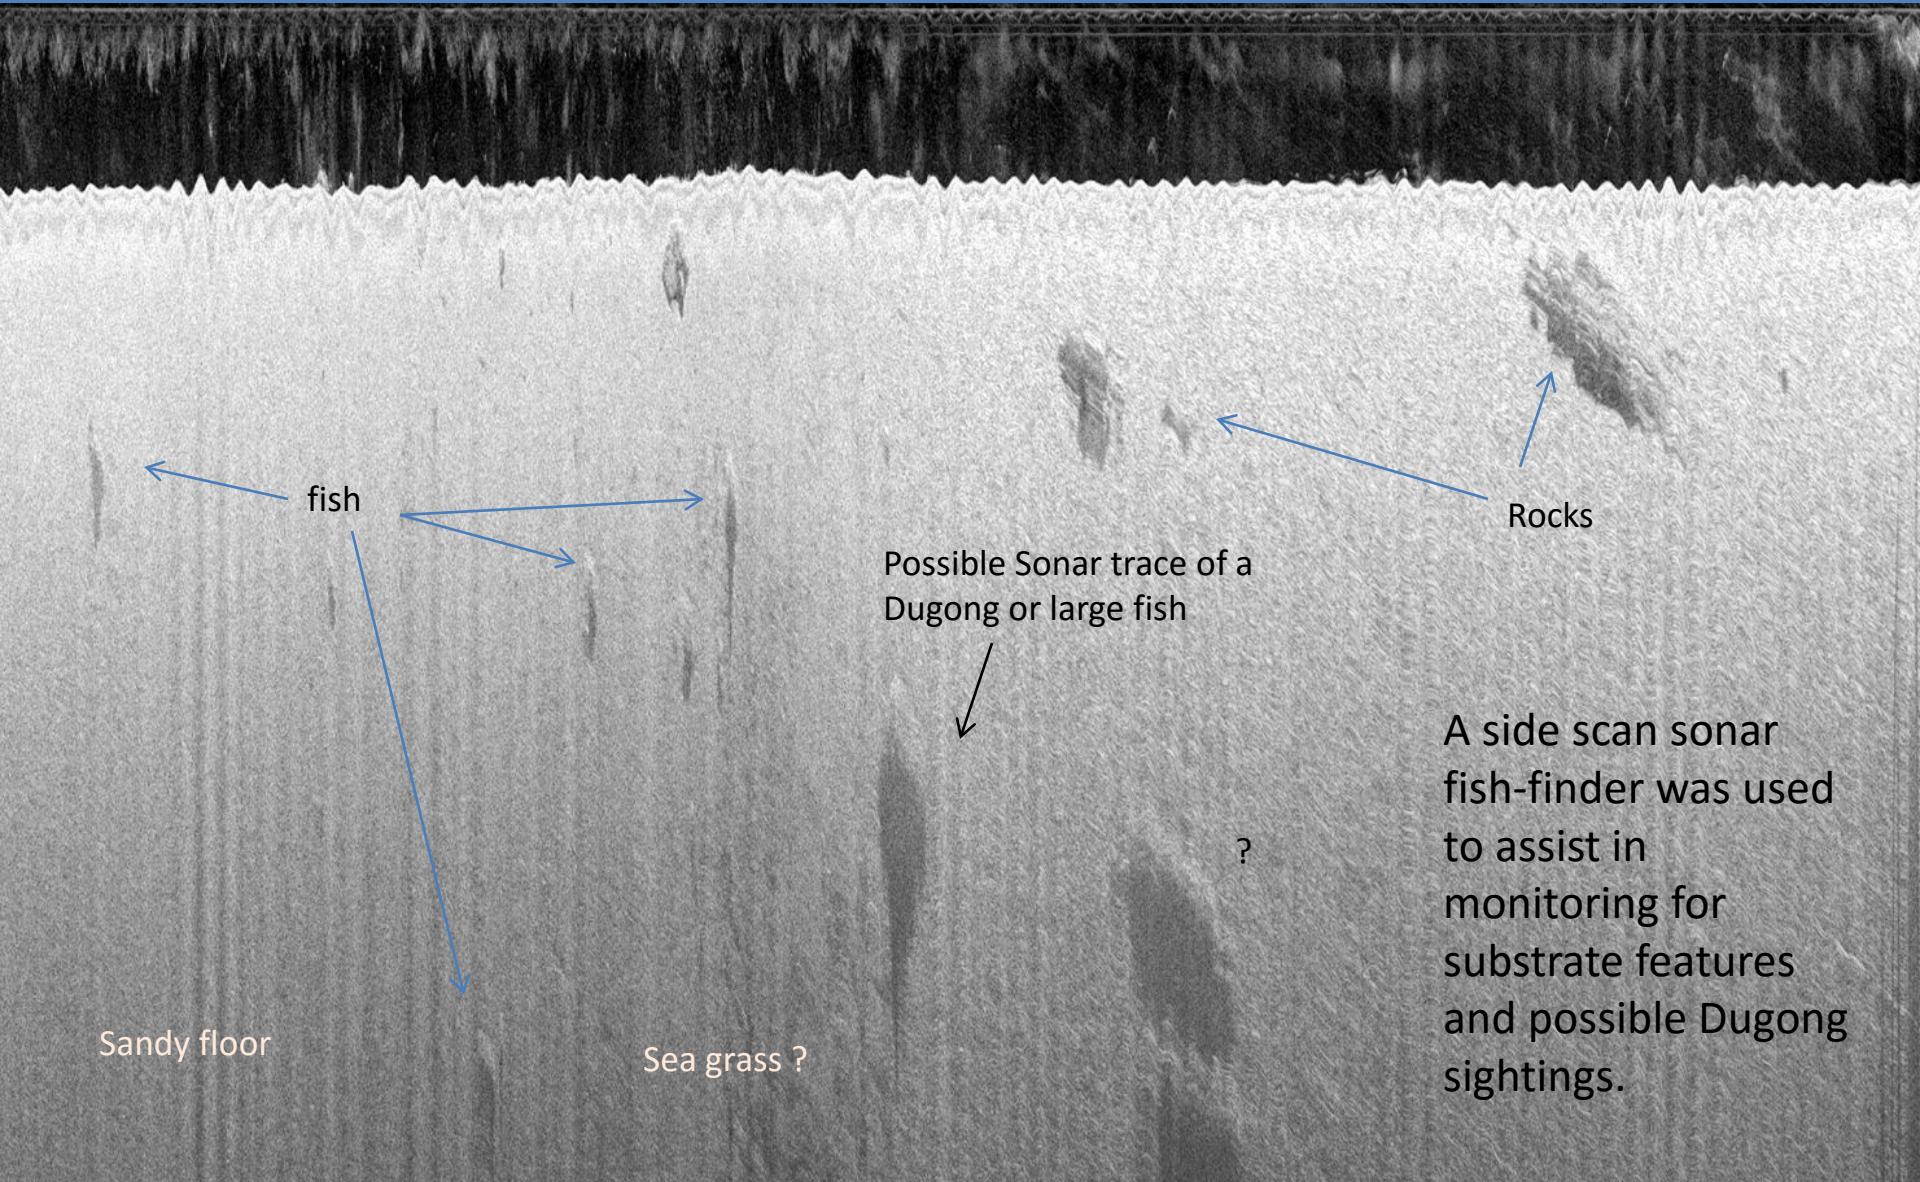 fish
Rocks
Possible Sonar trace of a
Dugong or large fish
A side scan sonar
fish-finder was used
to assist in
monitoring for
substrate features
and possible Dugong
sightings.
?
Sandy floor
Sea grass ?